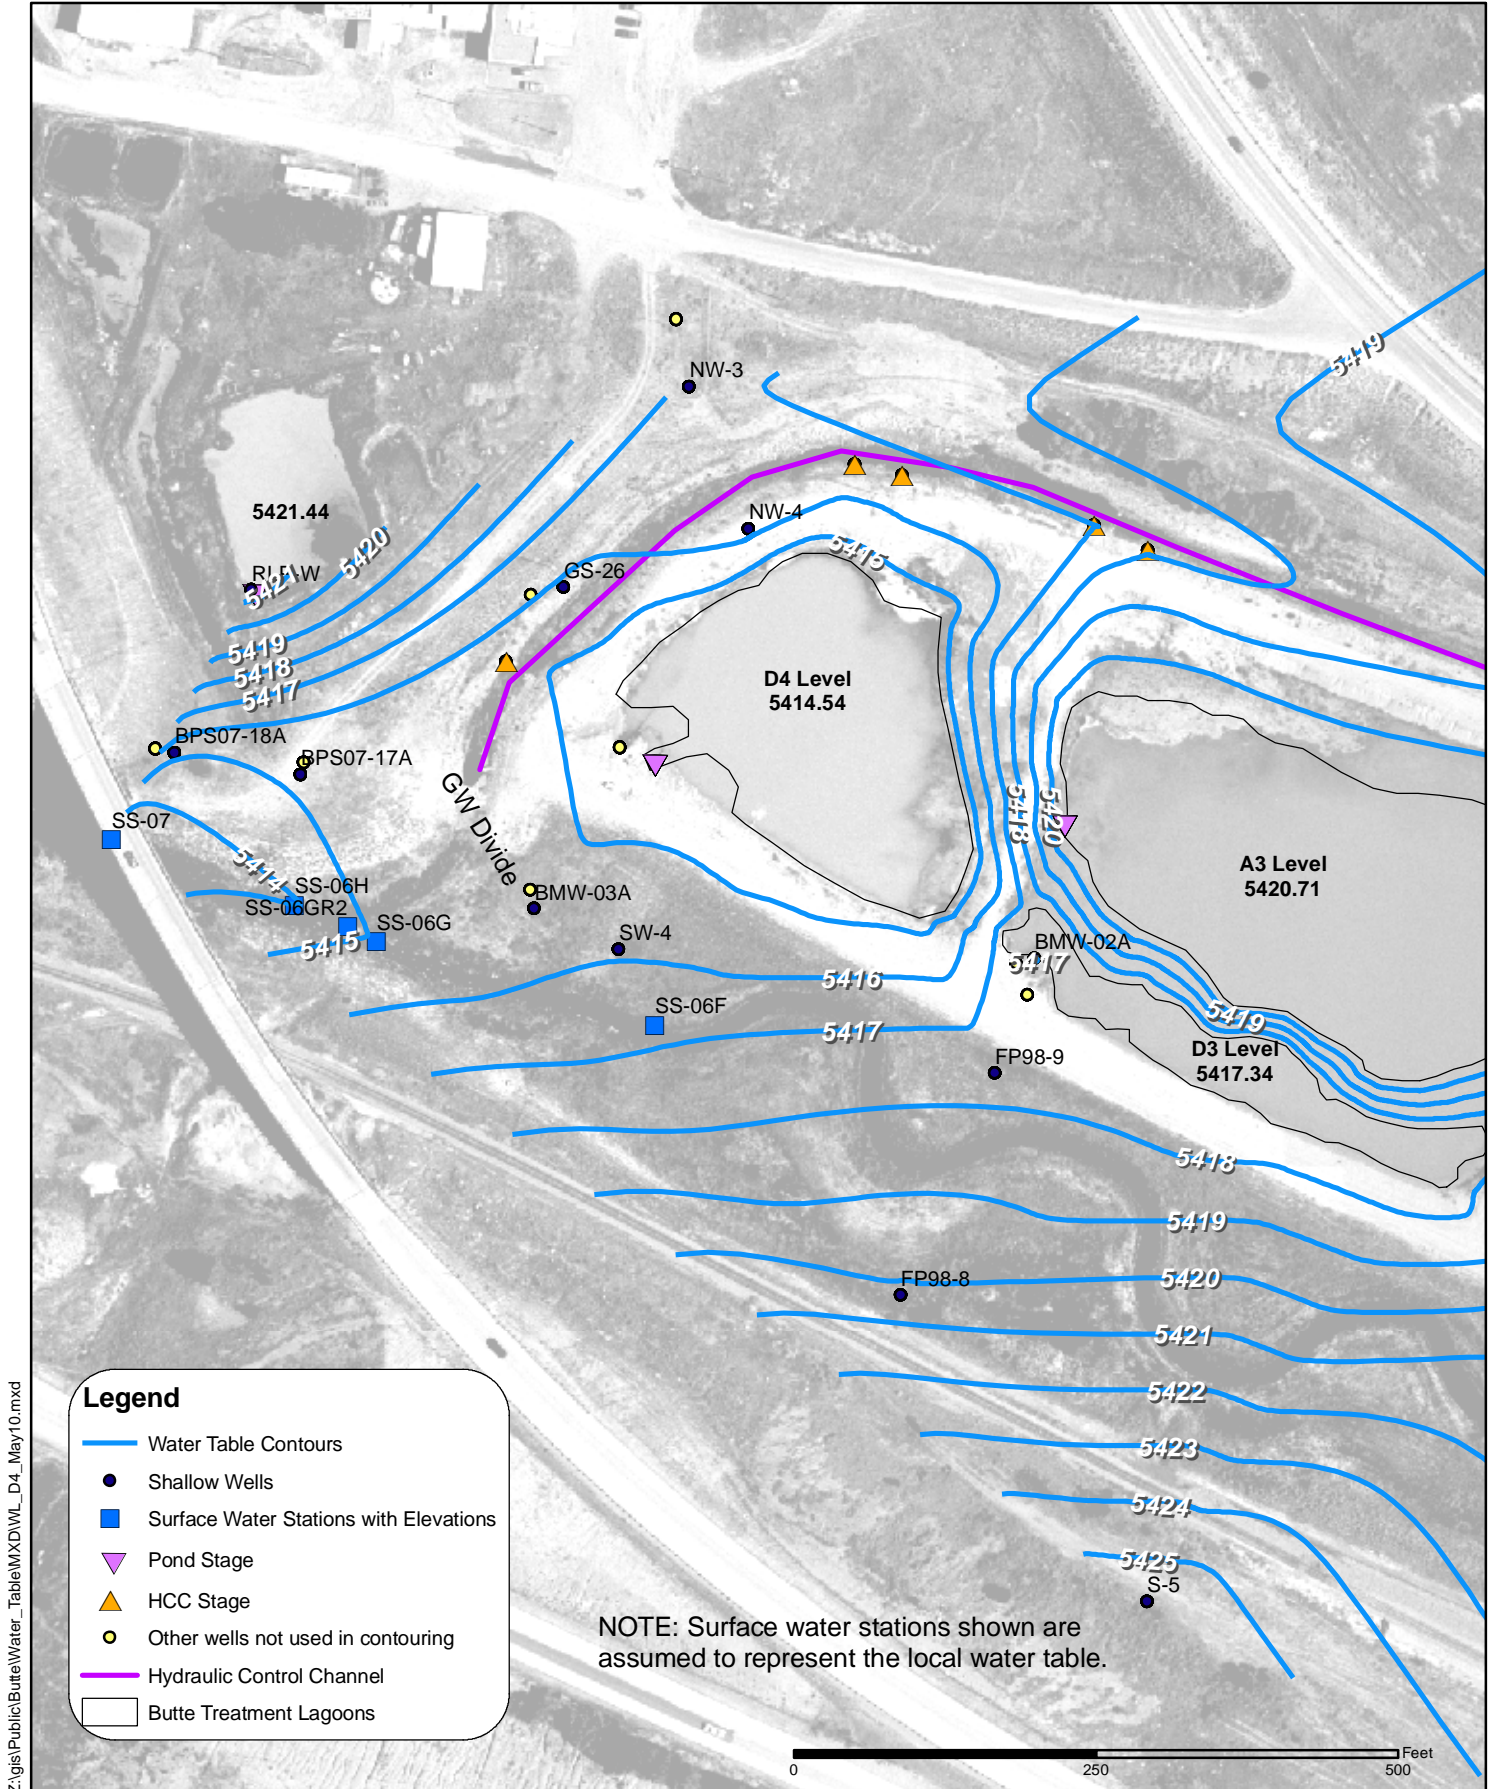 5419
NW-3
5421.44
NW-4
5420
5415
5421
GS-26
5419
5418
5417
D4 Level
5414.54
BPS07-18A
BPS07-17A
GW Divide
SS-07
5418
5420
5414
SS-06H
SS-06GR2
SS-06G
5415
BMW-03A
SW-4
A3 Level
5420.71
BMW-02A
5417
5416
SS-06F
5417
5419
D3 Level
5417.34
FP98-9
5418
5419
5420
FP98-8
5421
5422
5423
5424
5425
S-5
Legend
Water Table Contours
Shallow Wells
Surface Water Stations with Elevations
Pond Stage
HCC Stage
Other wells not used in contouring
Hydraulic Control Channel
Butte Treatment Lagoons
NOTE: Surface water stations shown are
assumed to represent the local water table.
Feet
0 250 500
Z:\gis\Public\Butte\Water_Table\MXD\WL_D4_May10.mxd